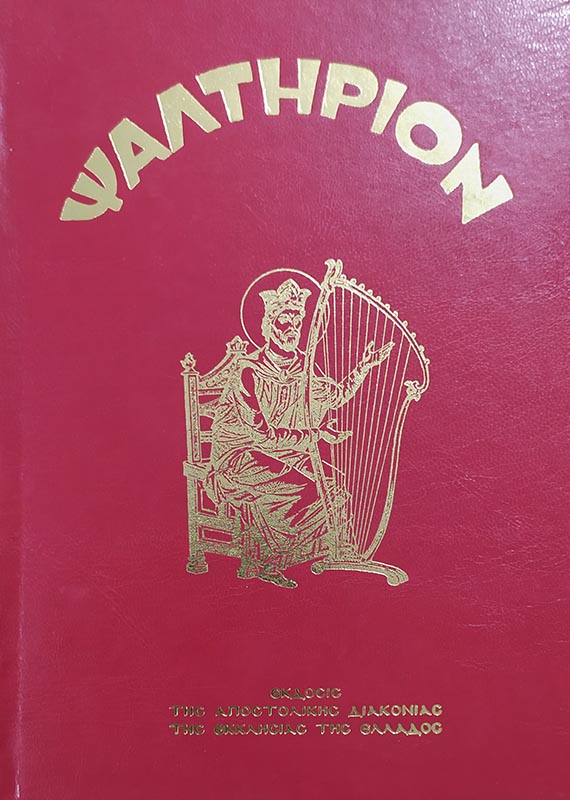 ΨΑΛΤΗΡΙΟΝ
ΕΚΔΟΣΙΣ
ΤΗΣ ΑΠΟΣΤΟΛΙΚΗΣ ΔΙΑΚΟΝΙΑΣ
ΤΗΣ ΕΚΚΛΗΣΙΑΣ ΤΗΣ ΕΛΛΑΔΟΣ